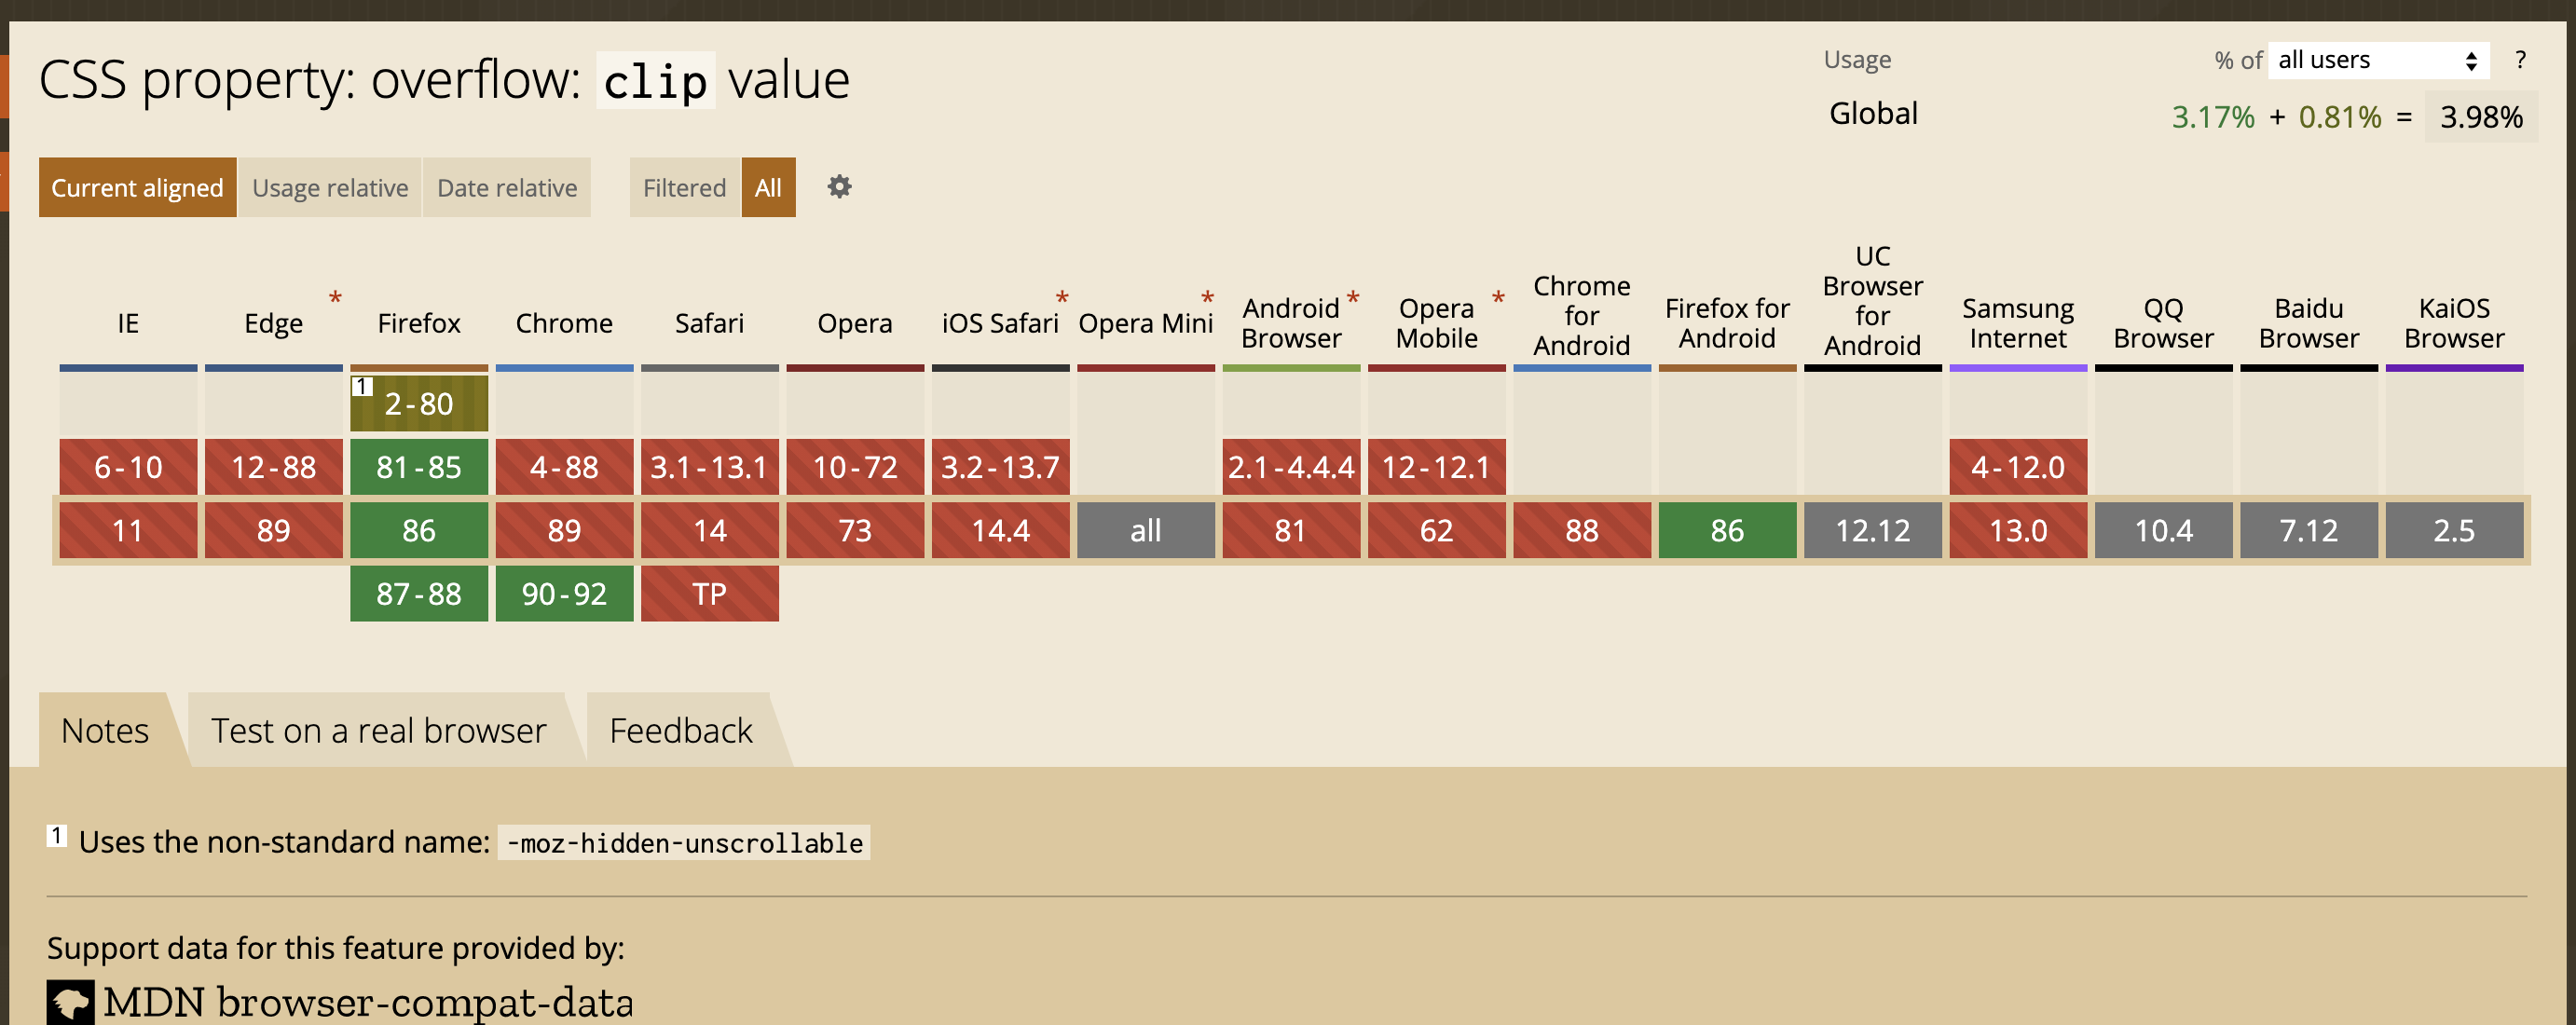 CSS property: overflow: clip value
Usage % of all users ?
Global 3.17% + 0.81% = 3.98%
Current aligned Usage relative Date relative Filtered All
IE
Edge *
Firefox
Chrome
Safari
Opera
iOS Safari *
Opera Mini *
Android Browser *
Opera Mobile *
Chrome for Android
Firefox for Android
UC Browser for Android
Samsung Internet
QQ Browser
Baidu Browser
KaiOS Browser
1 2-80
6-10 12-88 81-85 4-88 3.1-13.1 10-72 3.2-13.7 2.1-4.4.4 12-12.1 4-12.0
11 89 86 89 14 73 14.4 all 81 62 88 86 12.12 13.0 10.4 7.12 2.5
87-88 90-92 TP
Notes Test on a real browser Feedback
1 Uses the non-standard name: -moz-hidden-unscrollable
Support data for this feature provided by:
MDN browser-compat-data